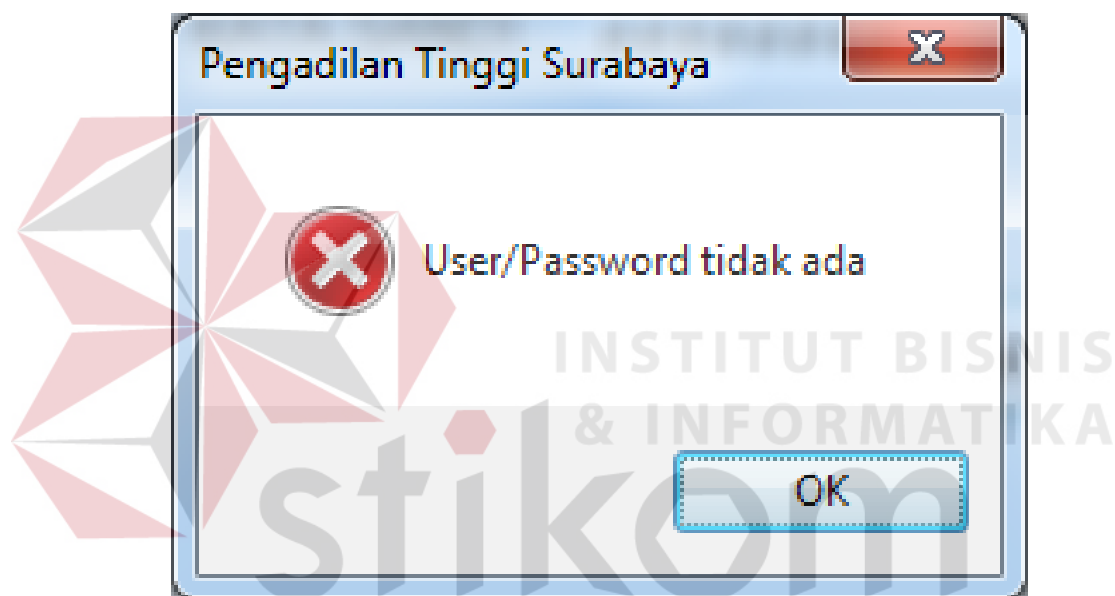 Pengadilan Tinggi Surabaya
User/Password tidak ada
INSTITUT BISNIS
& INFORMATIKA
stikom
OK